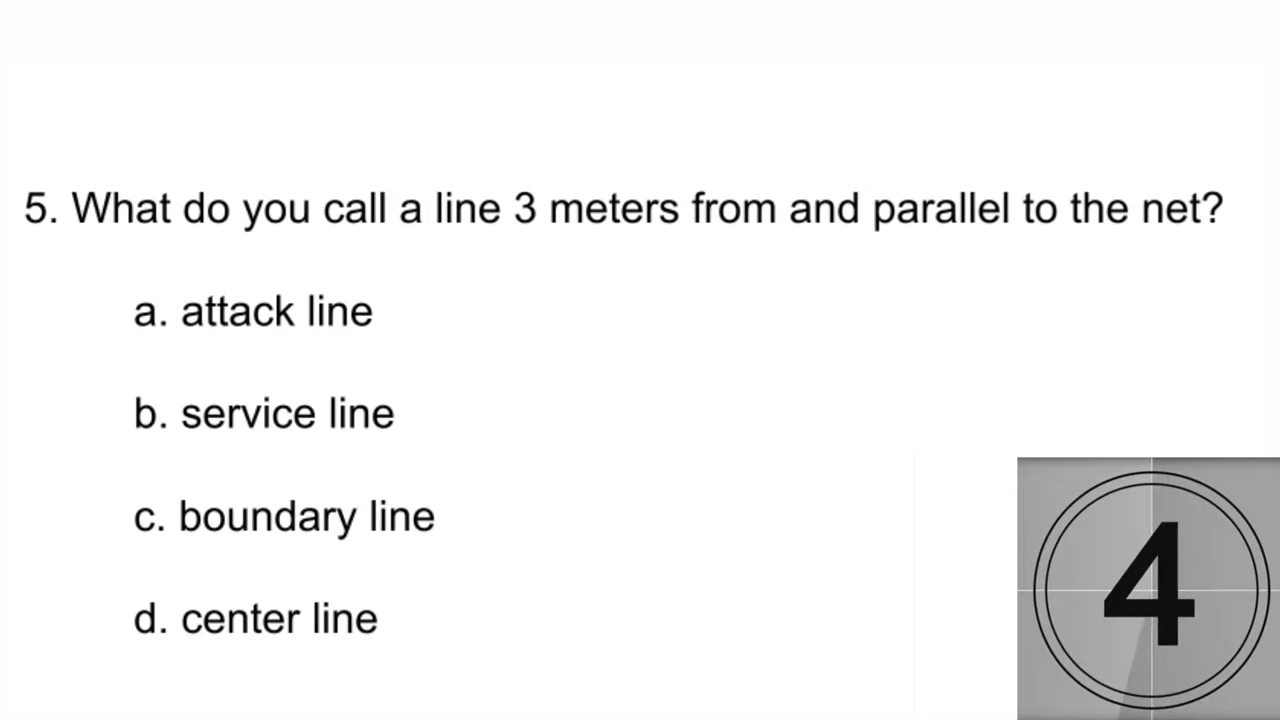 5. What do you call a line 3 meters from and parallel to the net?
a. attack line
b. service line
c. boundary line
d. center line
4